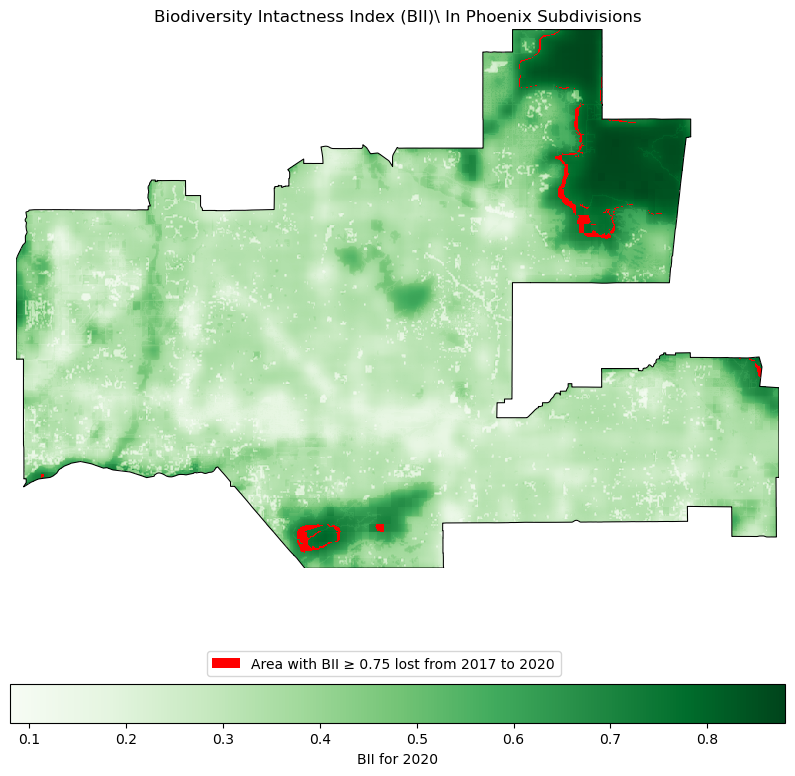 Biodiversity Intactness Index (BII)\ In Phoenix Subdivisions
Area with BII ≥ 0.75 lost from 2017 to 2020
0.1 0.2 0.3 0.4 0.5 0.6 0.7 0.8
BII for 2020